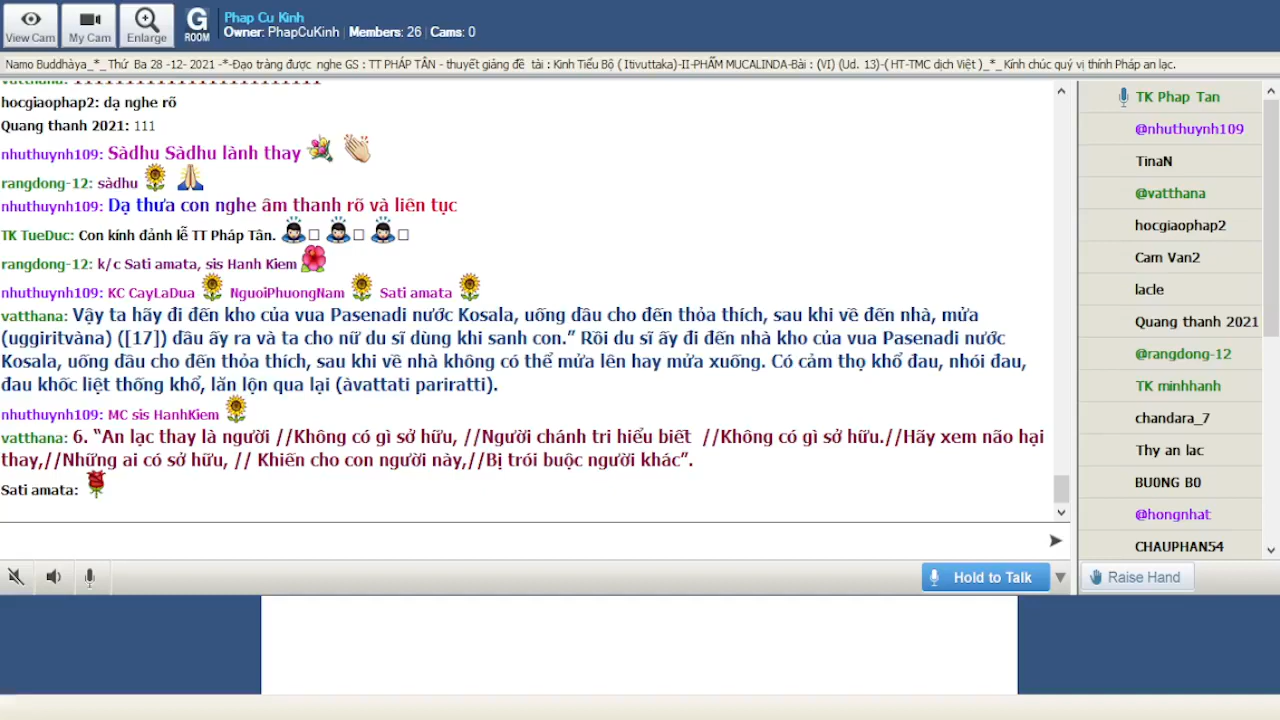 View Cam
My Cam
Enlarge
G
ROOM
Phap Cu Kinh
Owner: PhapCuKinh | Members: 26 | Cams: 0
Namo Buddhàya_*_Thứ Ba 28 -12- 2021 -*-Đạo tràng được nghe GS : TT PHÁP TÂN - thuyết giảng đề tài : Kinh Tiểu Bộ ( Itivuttaka)-II-PHẨM MUCALINDA-Bài : (VI) (Ud. 13)-( HT-TMC dịch Việt )_*_Kính chúc quý vị thính Pháp an lạc.
hocgiaophap2: dạ nghe rõ
Quang thanh 2021: 111
nhuthuynh109: Sàdhu Sàdhu lành thay
rangdong-12: sàdhu
nhuthuynh109: Dạ thưa con nghe âm thanh rõ và liên tục
TK TueDuc: Con kính đảnh lễ TT Pháp Tân.
rangdong-12: k/c Sati amata, sis Hanh Kiem
nhuthuynh109: KC CayLaDua NguoiPhuongNam Sati amata
vatthana: Vậy ta hãy đi đến kho của vua Pasenadi nước Kosala, uống dầu cho đến thỏa thích, sau khi về đến nhà, mửa
(uggiritvàna) ([17]) dầu ấy ra và ta cho nữ du sĩ dùng khi sanh con.” Rồi du sĩ ấy đi đến nhà kho của vua Pasenadi nước
Kosala, uống dầu cho đến thỏa thích, sau khi về nhà không có thể mửa lên hay mửa xuống. Có cảm thọ khổ đau, nhói đau,
đau khốc liệt thống khổ, lăn lộn qua lại (àvattati pariratti).
nhuthuynh109: MC sis HanhKiem
vatthana: 6. “An lạc thay là người //Không có gì sở hữu, //Người chánh tri hiểu biết //Không có gì sở hữu.//Hãy xem não hại
thay,//Những ai có sở hữu, // Khiến cho con người này,//Bị trói buộc người khác”.
Sati amata:
TK Phap Tan
@nhuthuynh109
TinaN
@vatthana
hocgiaophap2
Cam Van2
lacle
Quang thanh 2021
@rangdong-12
TK minhhanh
chandara_7
Thy an lac
BU0NG B0
@hongnhat
CHAUPHAN54
Hold to Talk
Raise Hand